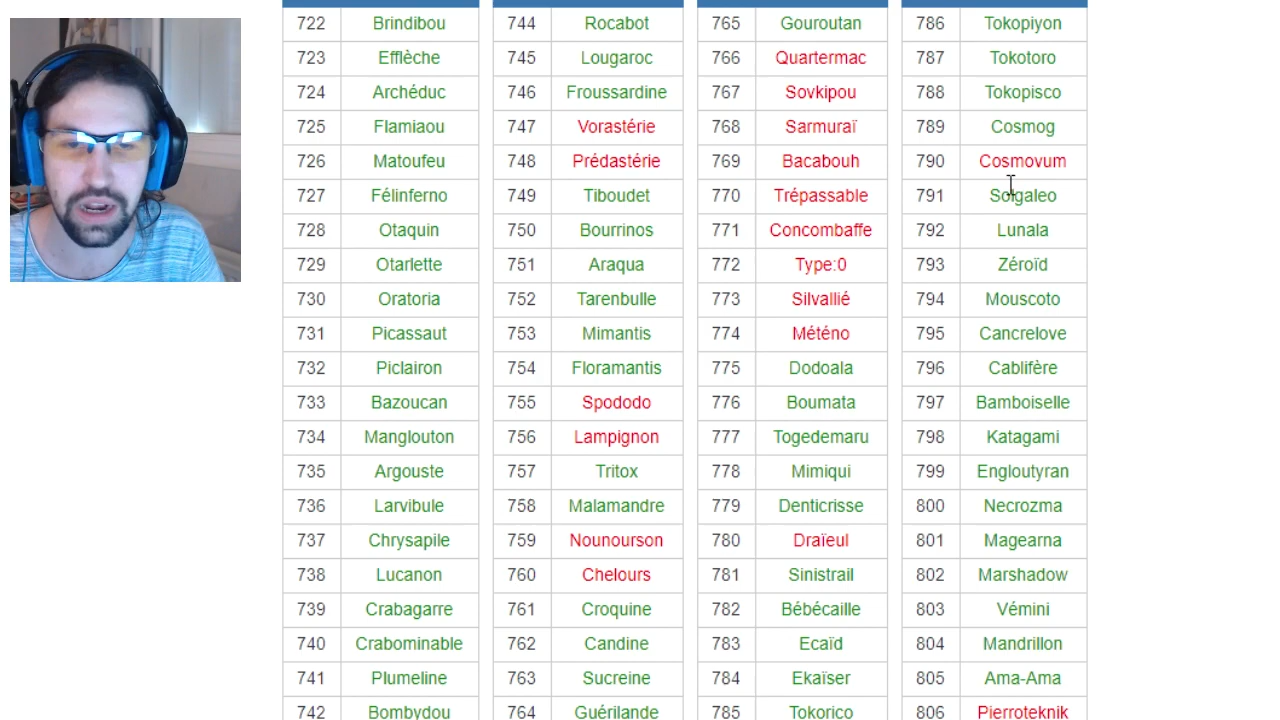 722 Brindibou 744 Rocabot 765 Gouroutan 786 Tokopiyon
723 Efflèche 745 Lougaroc 766 Quartermac 787 Tokotoro
724 Archéduc 746 Froussardine 767 Sovkipou 788 Tokopisco
725 Flamiaou 747 Vorastérie 768 Sarmuraï 789 Cosmog
726 Matoufeu 748 Prédastérie 769 Bacabouh 790 Cosmovum
727 Félinferno 749 Tiboudet 770 Trépassable 791 Solgaleo
728 Otaquin 750 Bourrinos 771 Concombaffe 792 Lunala
729 Otarlette 751 Araqua 772 Type:0 793 Zéroïd
730 Oratoria 752 Tarenbulle 773 Silvallié 794 Mouscoto
731 Picassaut 753 Mimantis 774 Météno 795 Cancrelove
732 Piclairon 754 Floramantis 775 Dodoala 796 Cablifère
733 Bazoucan 755 Spododo 776 Boumata 797 Bamboiselle
734 Manglouton 756 Lampignon 777 Togedemaru 798 Katagami
735 Argouste 757 Tritox 778 Mimiqui 799 Engloutyran
736 Larvibule 758 Malamandre 779 Denticrisse 800 Necrozma
737 Chrysapile 759 Nounourson 780 Draïeul 801 Magearna
738 Lucanon 760 Chelours 781 Sinistrail 802 Marshadow
739 Crabagarre 761 Croquine 782 Bébécaille 803 Vémini
740 Crabominable 762 Candine 783 Ecaïd 804 Mandrillon
741 Plumeline 763 Sucreine 784 Ekaïser 805 Ama-Ama
742 Bombydou 764 Guérilande 785 Tokorico 806 Pierroteknik